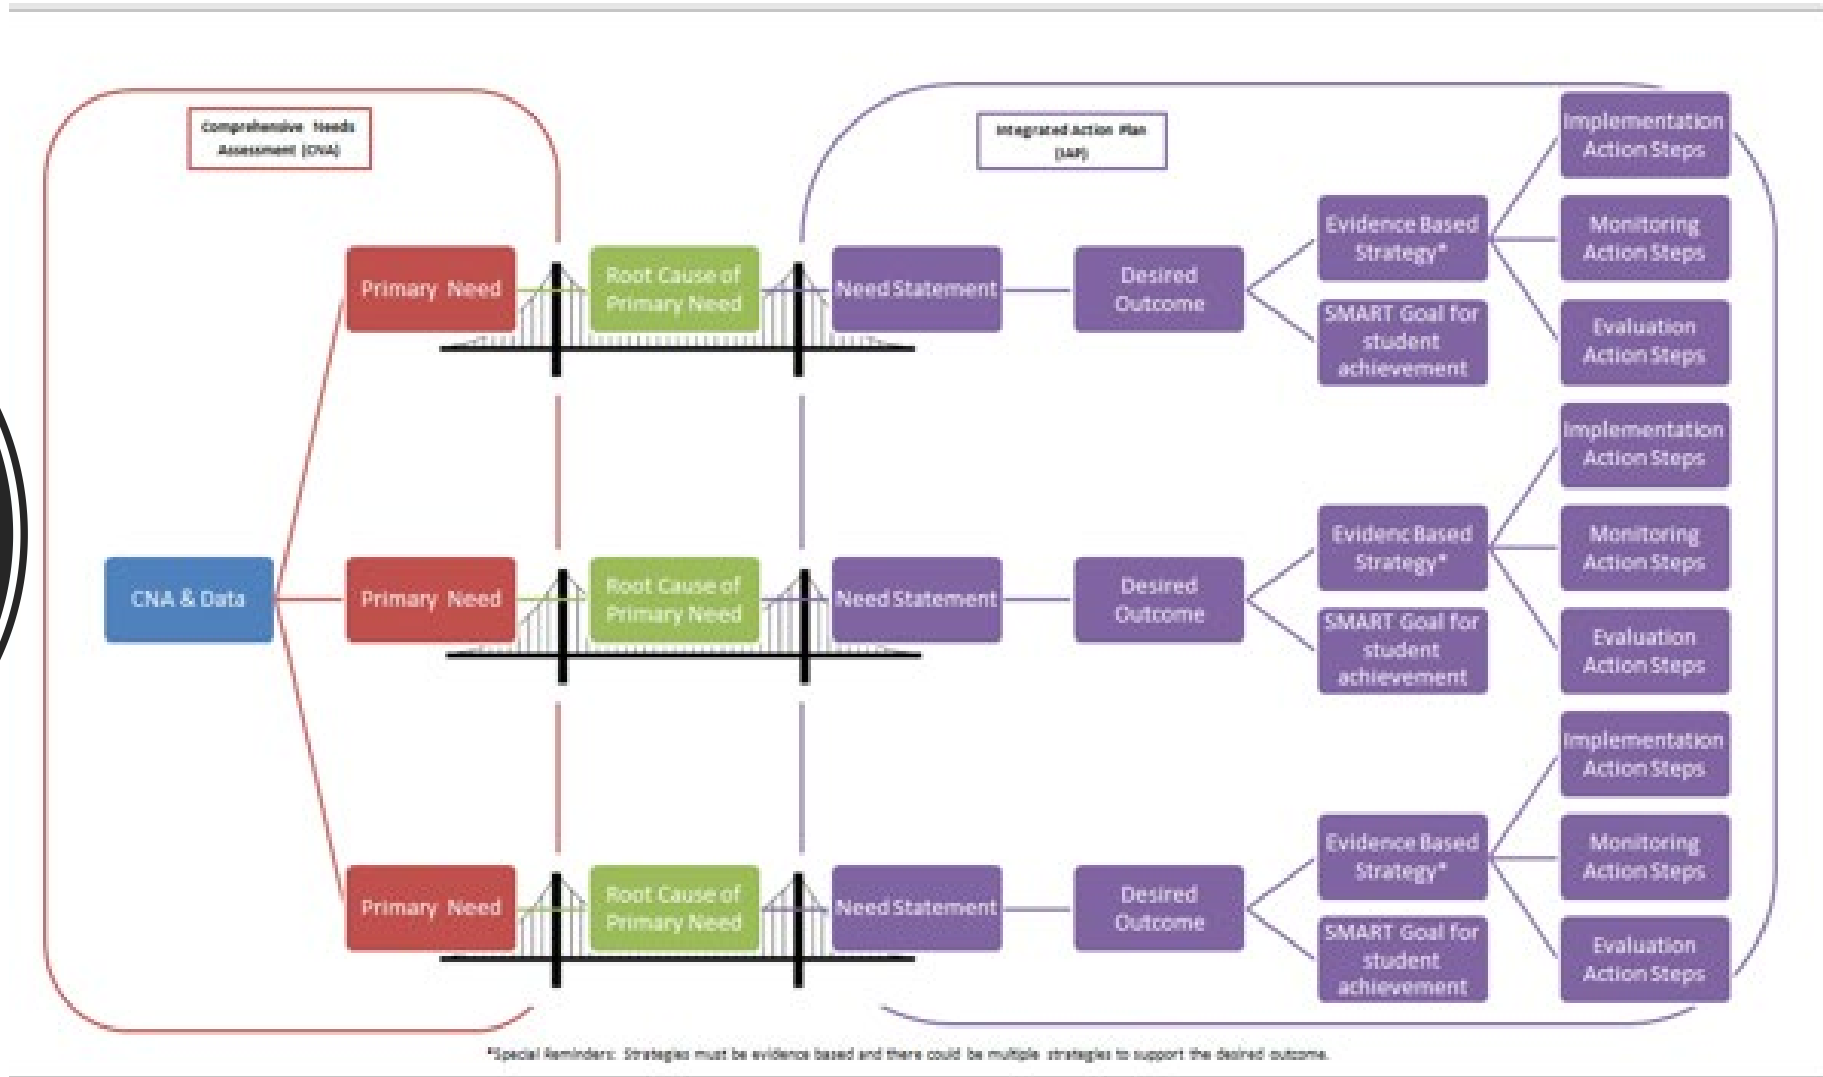 Comprehensive Needs
Assessment (CNA)
Integrated Action Plan
(IAP)
CNA & Data
Primary Need
Root Cause of
Primary Need
Need Statement
Desired
Outcome
Evidence Based
Strategy*
SMART Goal for
student
achievement
Implementation
Action Steps
Monitoring
Action Steps
Evaluation
Action Steps
Primary Need
Root Cause of
Primary Need
Need Statement
Desired
Outcome
Evidenc Based
Strategy*
SMART Goal for
student
achievement
Implementation
Action Steps
Monitoring
Action Steps
Evaluation
Action Steps
Primary Need
Root Cause of
Primary Need
Need Statement
Desired
Outcome
Evidence Based
Strategy*
SMART Goal for
student
achievement
Implementation
Action Steps
Monitoring
Action Steps
Evaluation
Action Steps
*Special Reminders: Strategies must be evidence based and there could be multiple strategies to support the desired outcome.